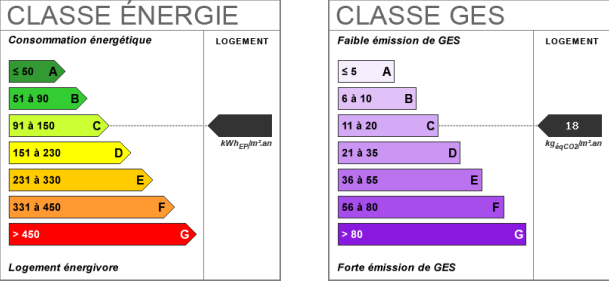 CLASSE ÉNERGIE
Consommation énergétique
LOGEMENT
≤ 50 A
51 à 90 B
91 à 150 C
kWhEP/m².an
151 à 230 D
231 à 330 E
331 à 450 F
> 450 G
Logement énergivore
CLASSE GES
Faible émission de GES
LOGEMENT
≤ 5 A
6 à 10 B
11 à 20 C
18
kgéqCO2/m².an
21 à 35 D
36 à 55 E
56 à 80 F
> 80 G
Forte émission de GES